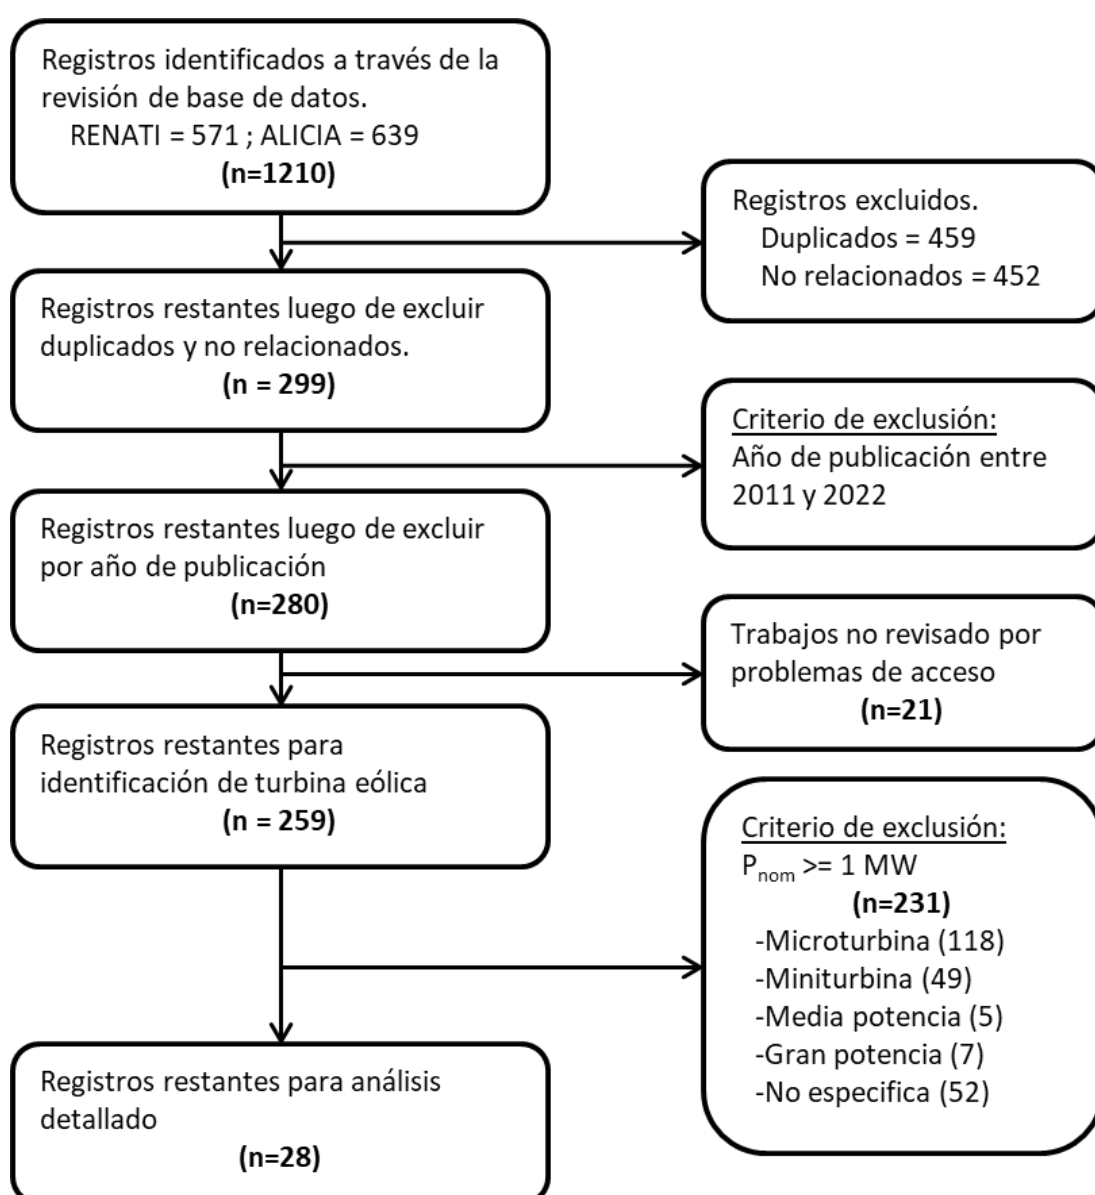 Registros identificados a través de la
revisión de base de datos.
RENATI = 571 ; ALICIA = 639
(n=1210)
Registros excluidos.
Duplicados = 459
No relacionados = 452
Registros restantes luego de excluir
duplicados y no relacionados.
(n = 299)
Criterio de exclusión:
Año de publicación entre
2011 y 2022
Registros restantes luego de excluir
por año de publicación
(n=280)
Trabajos no revisado por
problemas de acceso
(n=21)
Registros restantes para
identificación de turbina eólica
(n = 259)
Criterio de exclusión:
Pnom >= 1 MW
(n=231)
-Microturbina (118)
-Miniturbina (49)
-Media potencia (5)
-Gran potencia (7)
-No especifica (52)
Registros restantes para análisis
detallado
(n=28)